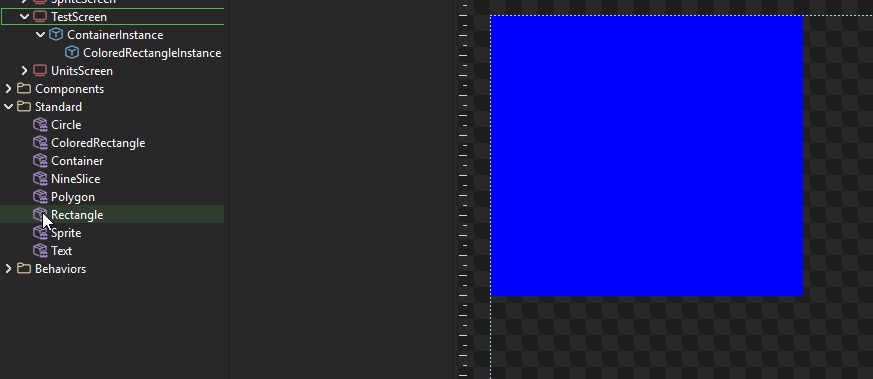 SpriteScreen
TestScreen
ContainerInstance
ColoredRectangleInstance
UnitsScreen
Components
Standard
Circle
ColoredRectangle
Container
NineSlice
Polygon
Rectangle
Sprite
Text
Behaviors